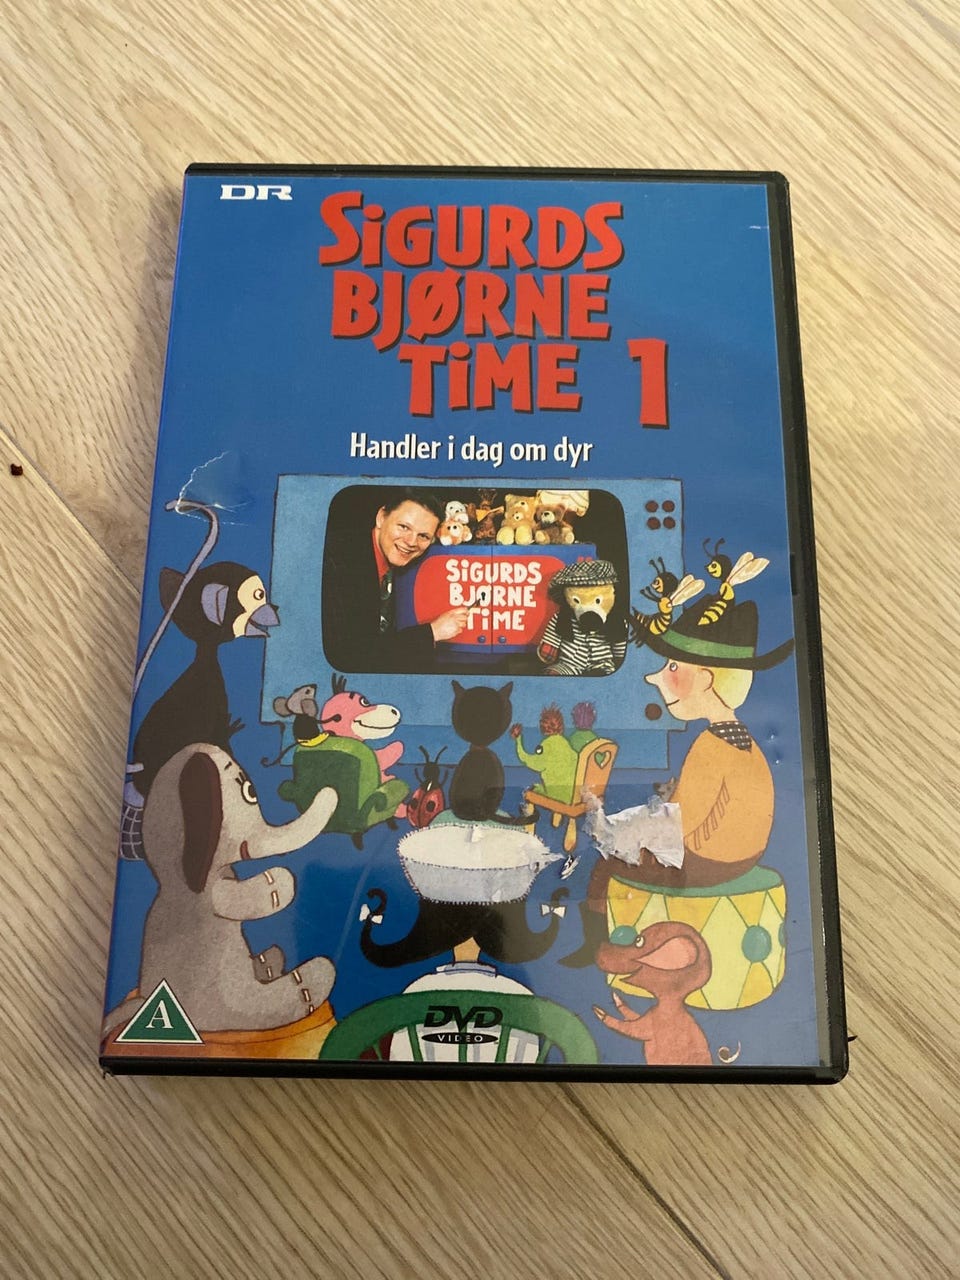 DR
SiGURDS
BJØRNE
TiME 1
Handler i dag om dyr
SiGURDS
BJØRNE
TiME
A
DVD
VIDEO